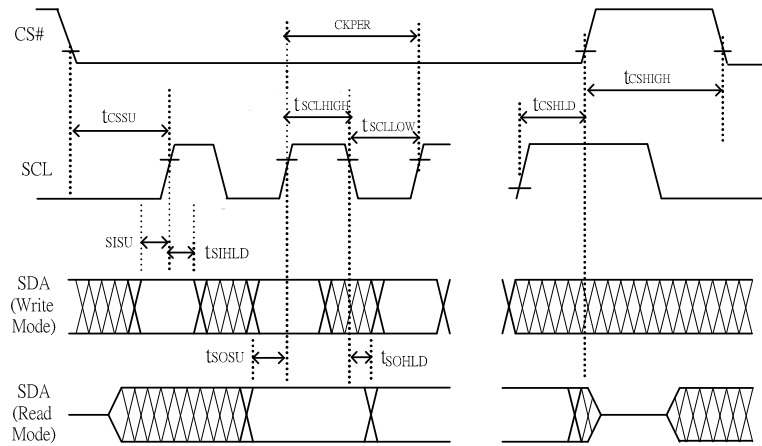 CS#
CKPER
tCSSU
tSCLHIGH
tSCLLOW
tCSHLD
tCSHIGH
SCL
SISU
tSIHLD
SDA
(Write
Mode)
tSOSU
tSOHLD
SDA
(Read
Mode)